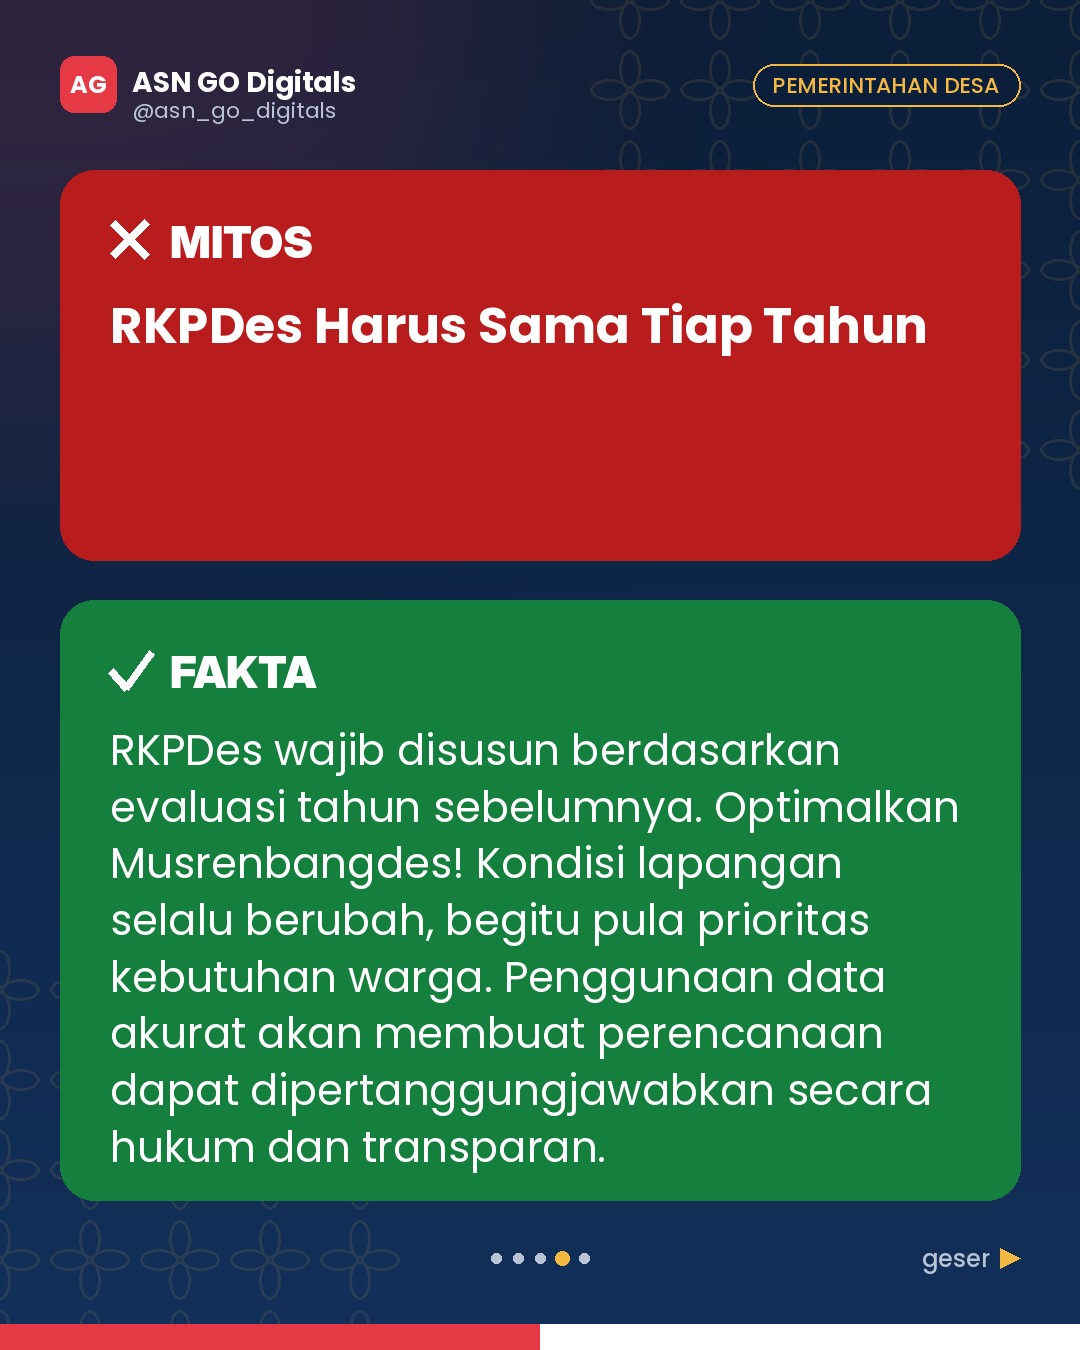 AG
ASN GO Digitals
@asn_go_digitals
PEMERINTAHAN DESA
MITOS
RKPDes Harus Sama Tiap Tahun
FAKTA
RKPDes wajib disusun berdasarkan
evaluasi tahun sebelumnya. Optimalkan
Musrenbangdes! Kondisi lapangan
selalu berubah, begitu pula prioritas
kebutuhan warga. Penggunaan data
akurat akan membuat perencanaan
dapat dipertanggungjawabkan secara
hukum dan transparan.
geser